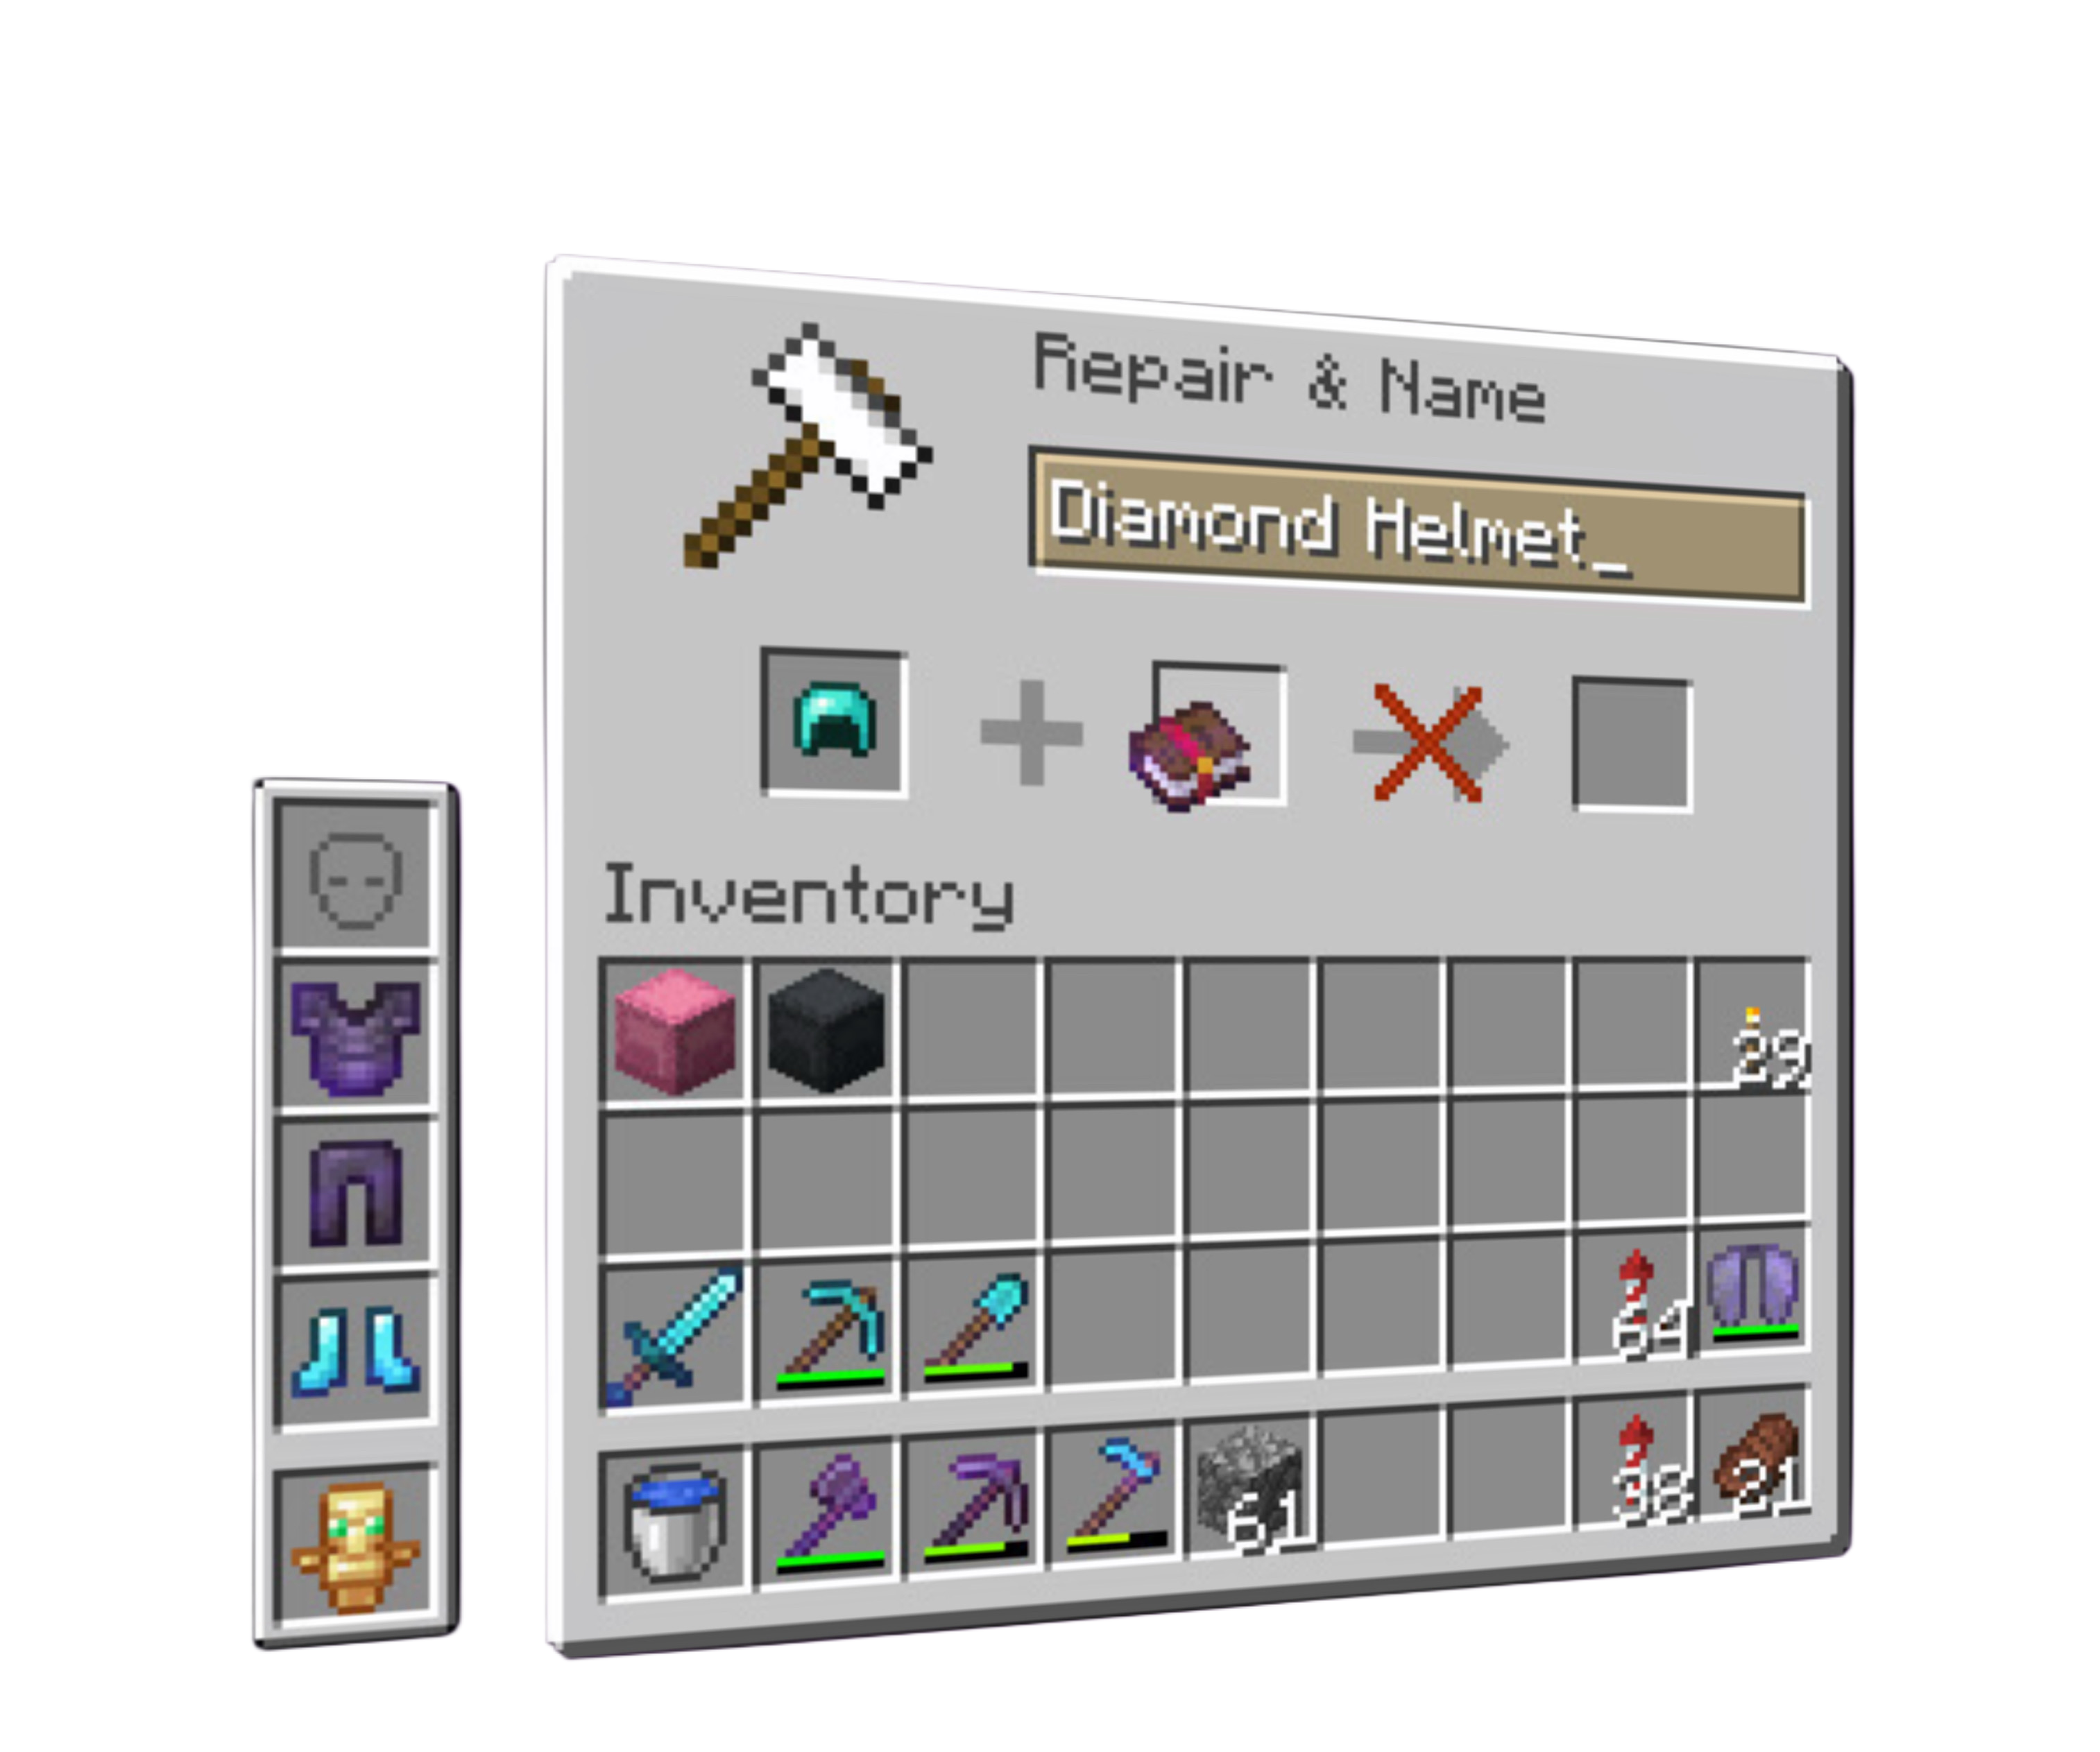 Repair & Name
Diamond Helmet_
Inventory
29
64
61
38
21